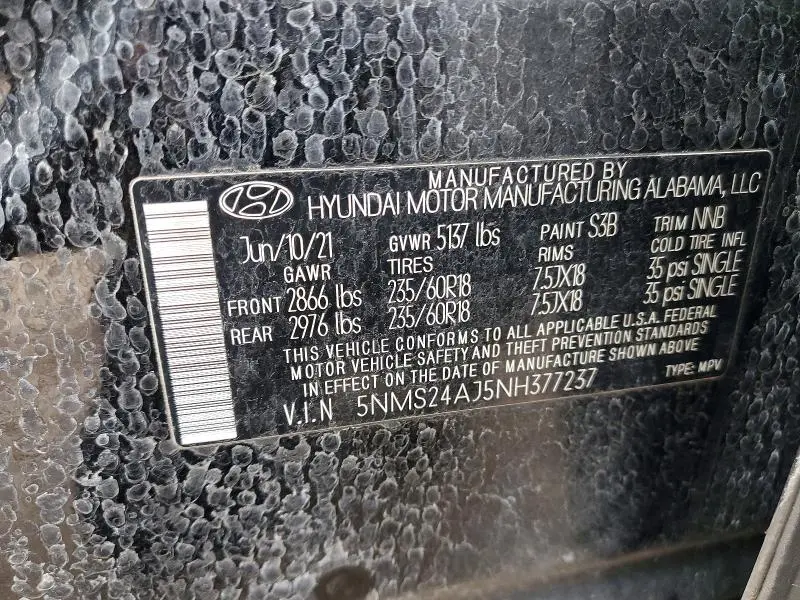 MANUFACTURED BY
HYUNDAI MOTOR MANUFACTURING ALABAMA, LLC
Jun/10/21 GVWR 5137 lbs PAINT S3B TRIM NNB
GAWR TIRES RIMS COLD TIRE INFL
FRONT 2866 lbs 235/60R18 7.5JX18 35 psi SINGLE
REAR 2976 lbs 235/60R18 7.5JX18 35 psi SINGLE
THIS VEHICLE CONFORMS TO ALL APPLICABLE U.S.A. FEDERAL
MOTOR VEHICLE SAFETY AND THEFT PREVENTION STANDARDS
IN EFFECT ON THE DATE OF MANUFACTURE SHOWN ABOVE
V.I.N 5NMS24AJ5NH377237 TYPE: MPV